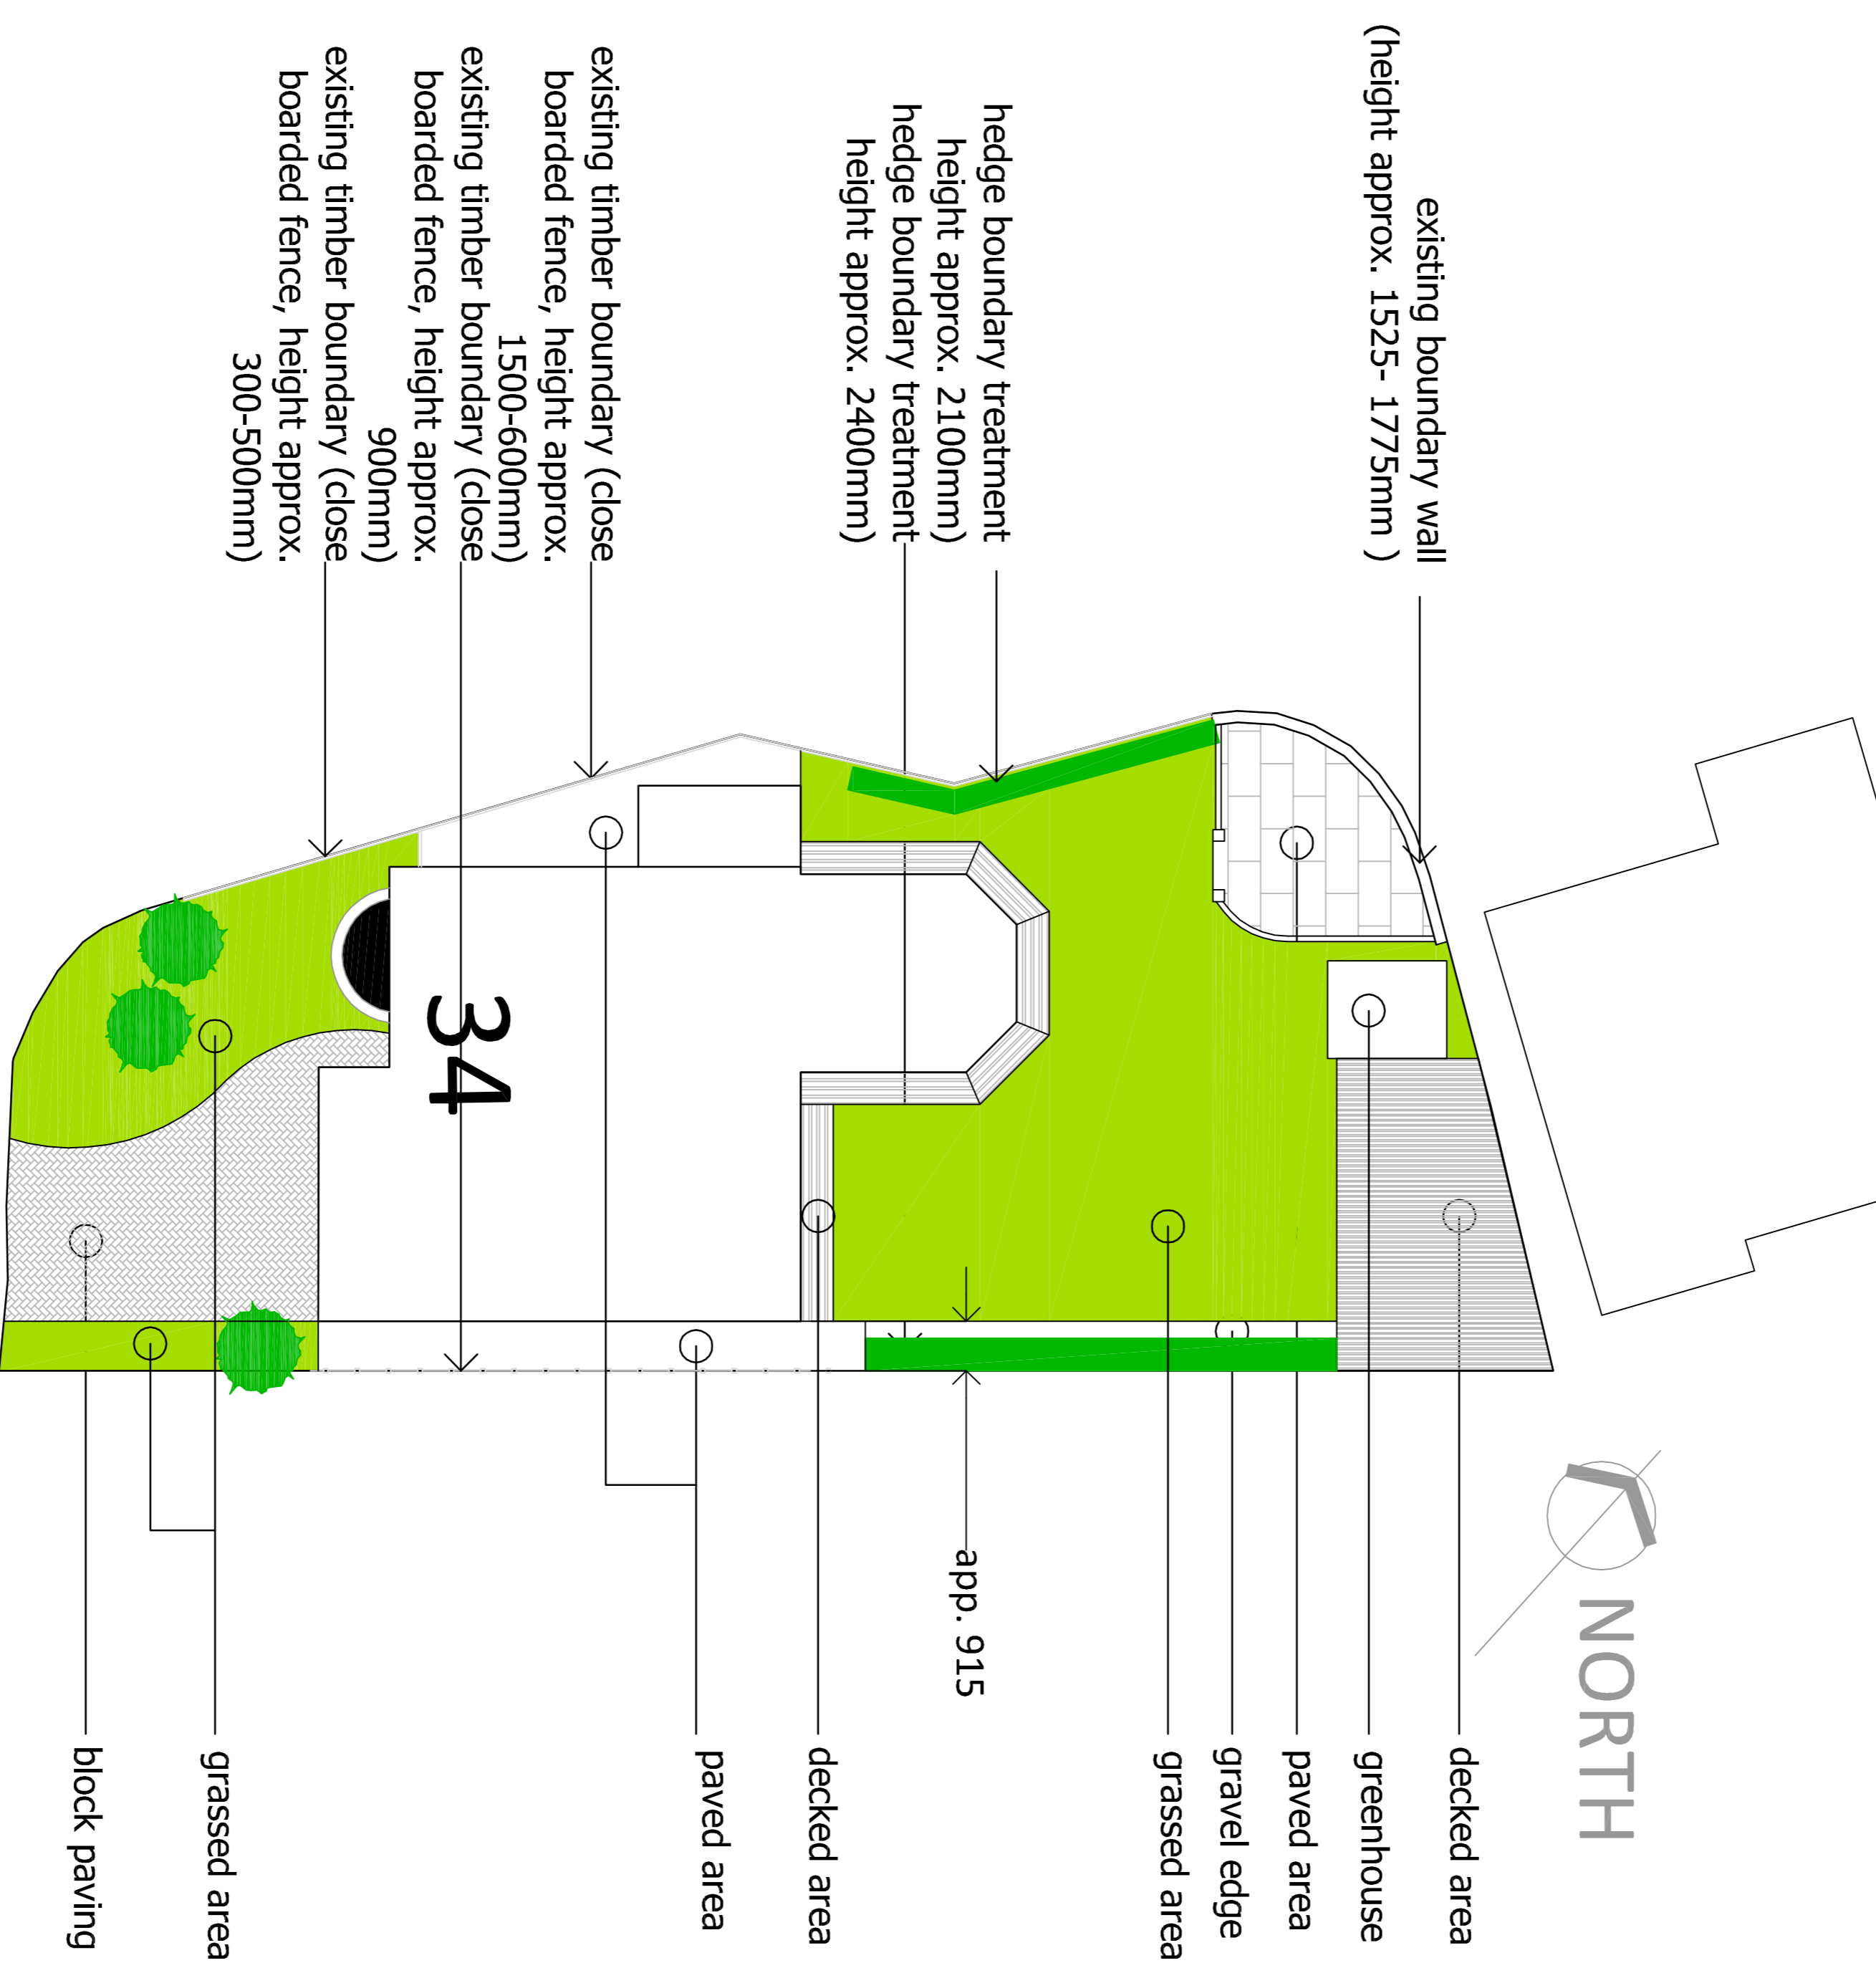 existing boundary wall
(height approx. 1525- 1775mm )
hedge boundary treatment
height approx. 2100mm)
hedge boundary treatment
height approx. 2400mm)
existing timber boundary (close
boarded fence, height approx.
1500-600mm)
existing timber boundary (close
boarded fence, height approx.
900mm)
existing timber boundary (close
boarded fence, height approx.
300-500mm)
34
app. 915
NORTH
decked area
greenhouse
paved area
gravel edge
grassed area
decked area
paved area
grassed area
block paving